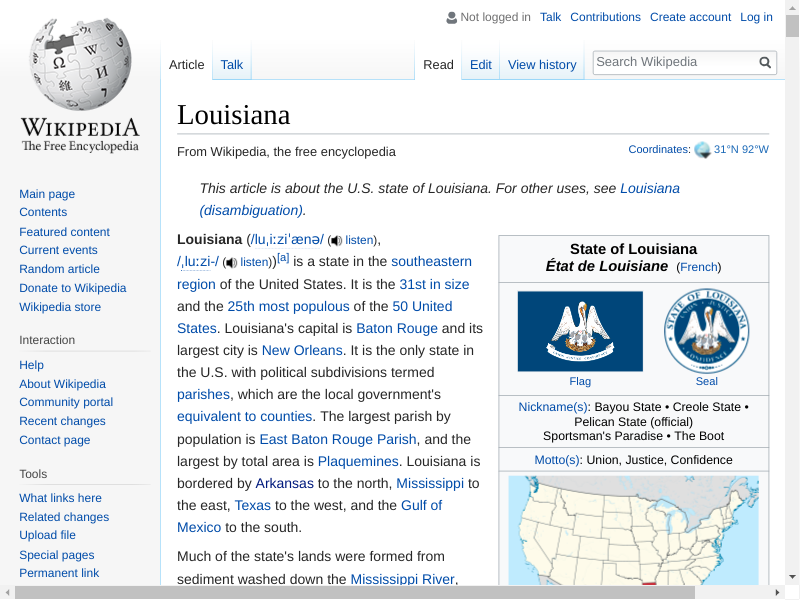 Not logged in Talk Contributions Create account Log in
Article Talk Read Edit View history Search Wikipedia
WIKIPEDIA
The Free Encyclopedia
Main page
Contents
Featured content
Current events
Random article
Donate to Wikipedia
Wikipedia store
Interaction
Help
About Wikipedia
Community portal
Recent changes
Contact page
Tools
What links here
Related changes
Upload file
Special pages
Permanent link
Louisiana
From Wikipedia, the free encyclopedia
Coordinates: 31°N 92°W
This article is about the U.S. state of Louisiana. For other uses, see Louisiana
(disambiguation).
Louisiana (/luˌiːziˈænə/ (listen),
/ˌluːzi-/ (listen))[a] is a state in the southeastern
region of the United States. It is the 31st in size
and the 25th most populous of the 50 United
States. Louisiana's capital is Baton Rouge and its
largest city is New Orleans. It is the only state in
the U.S. with political subdivisions termed
parishes, which are the local government's
equivalent to counties. The largest parish by
population is East Baton Rouge Parish, and the
largest by total area is Plaquemines. Louisiana is
bordered by Arkansas to the north, Mississippi to
the east, Texas to the west, and the Gulf of
Mexico to the south.
Much of the state's lands were formed from
sediment washed down the Mississippi River,
State of Louisiana
État de Louisiane (French)
Flag Seal
Nickname(s): Bayou State • Creole State •
Pelican State (official)
Sportsman's Paradise • The Boot
Motto(s): Union, Justice, Confidence